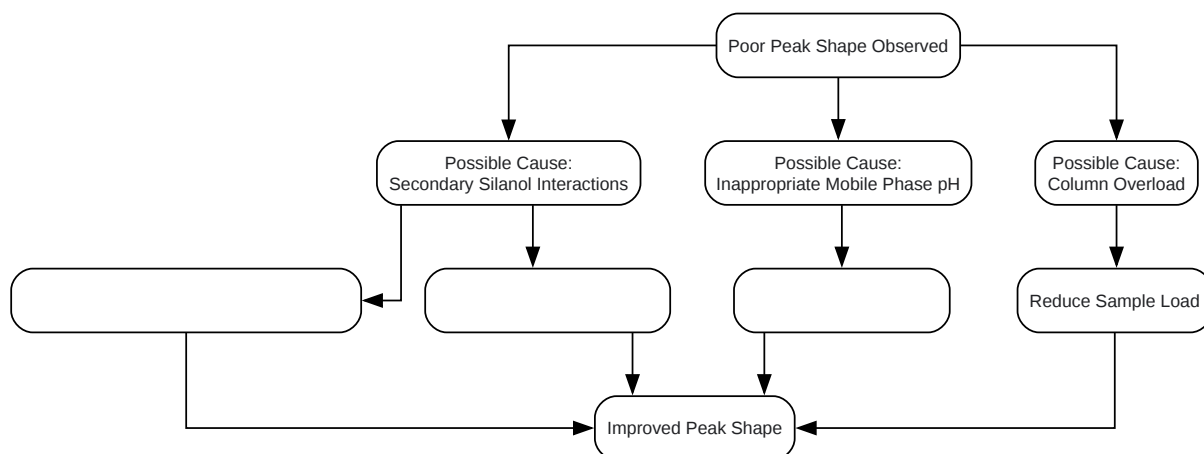 Poor Peak Shape Observed
Possible Cause:
Secondary Silanol Interactions
Possible Cause:
Inappropriate Mobile Phase pH
Possible Cause:
Column Overload
Reduce Sample Load
Improved Peak Shape